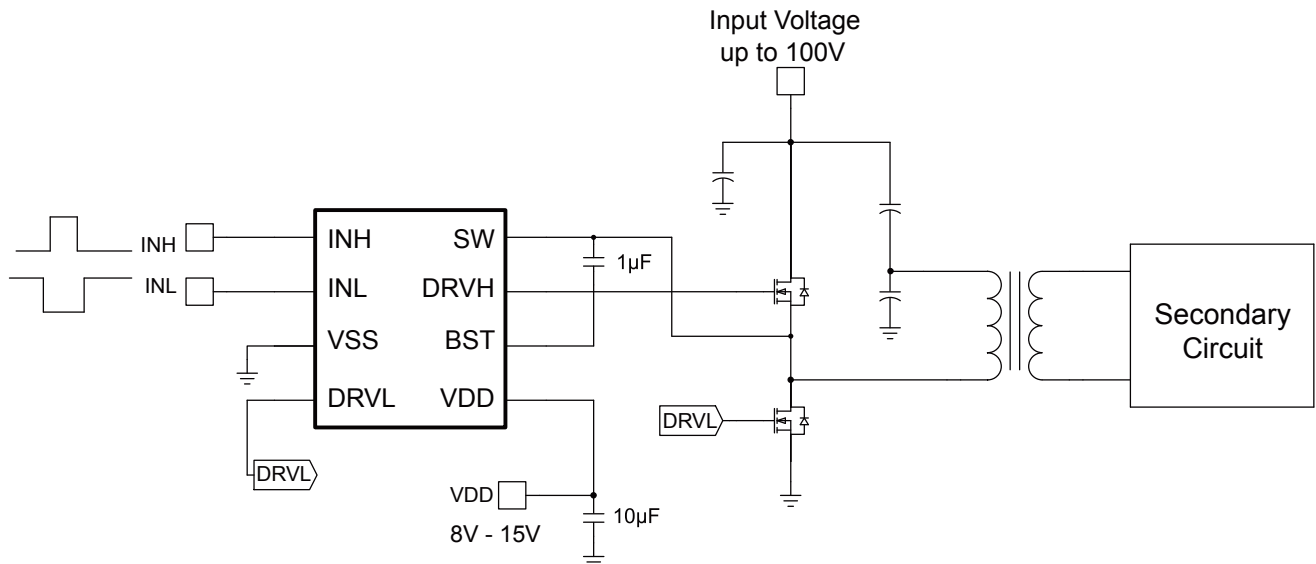 Input Voltage
up to 100V
INH
INL
INH
INL
VSS
DRVL
SW
DRVH
BST
VDD
1µF
DRVL
DRVL
VDD
8V - 15V
10µF
Secondary
Circuit